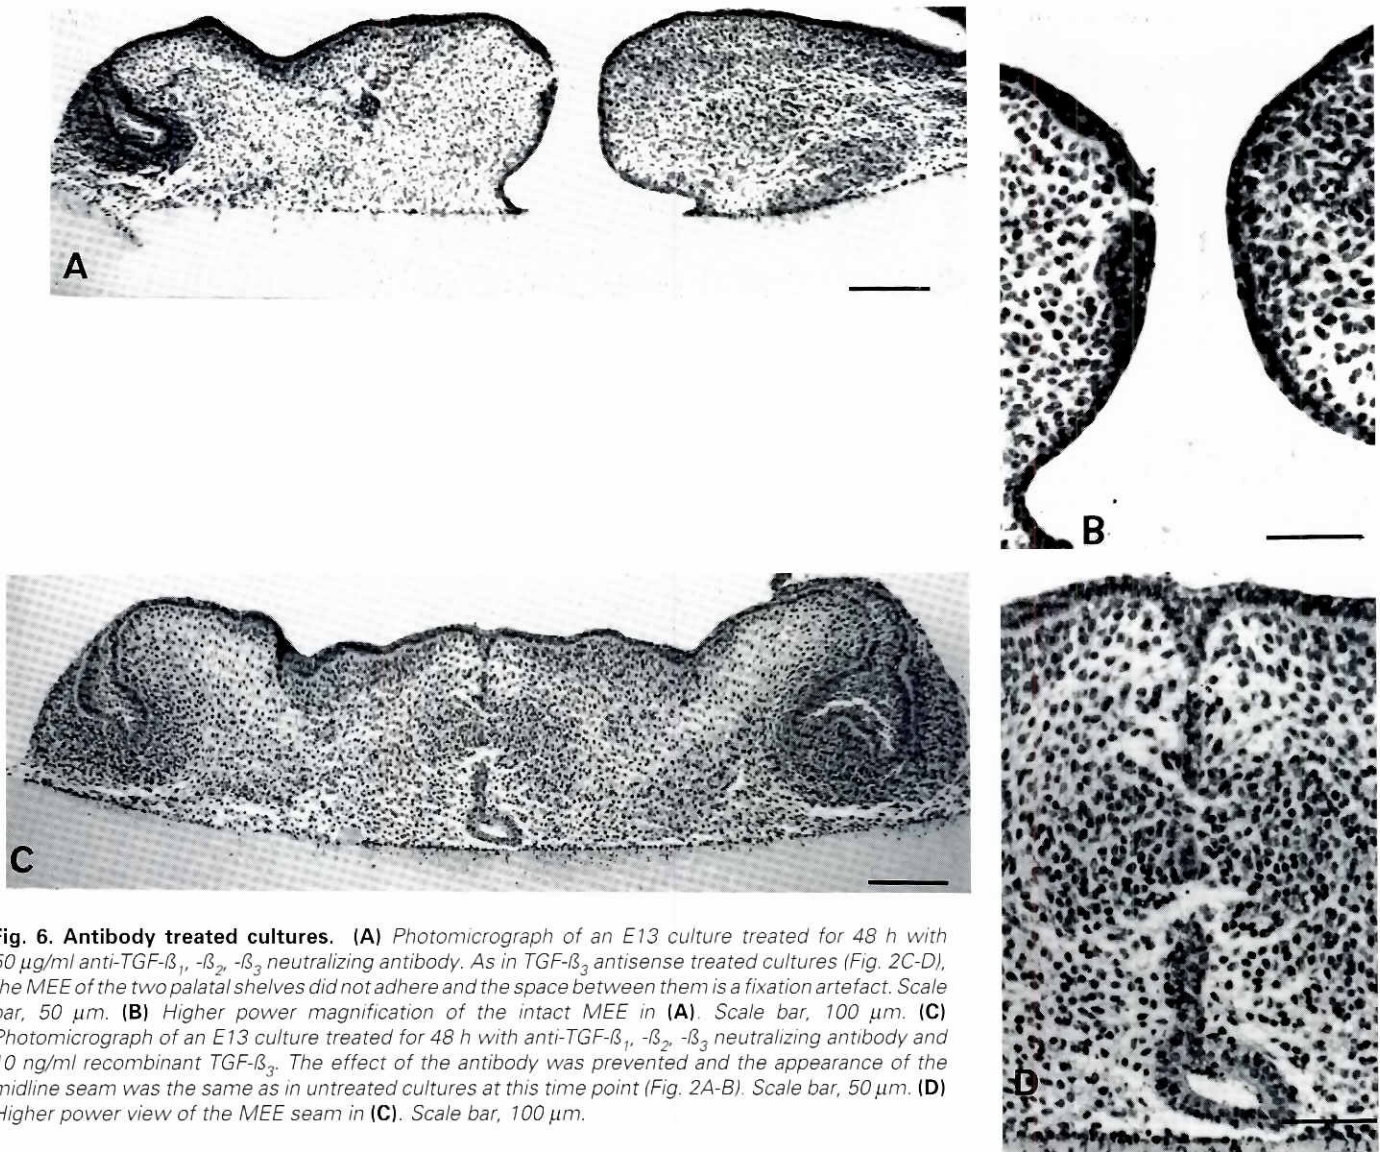 A
B
C
D
Fig. 6. Antibody treated cultures. (A) Photomicrograph of an E13 culture treated for 48 h with
50 µg/ml anti-TGF-ß1, -ß2, -ß3 neutralizing antibody. As in TGF-ß3 antisense treated cultures (Fig. 2C-D),
the MEE of the two palatal shelves did not adhere and the space between them is a fixation artefact. Scale
bar, 50 µm. (B) Higher power magnification of the intact MEE in (A). Scale bar, 100 µm. (C)
Photomicrograph of an E13 culture treated for 48 h with anti-TGF-ß1, -ß2, -ß3 neutralizing antibody and
10 ng/ml recombinant TGF-ß3. The effect of the antibody was prevented and the appearance of the
midline seam was the same as in untreated cultures at this time point (Fig. 2A-B). Scale bar, 50 µm. (D)
Higher power view of the MEE seam in (C). Scale bar, 100 µm.